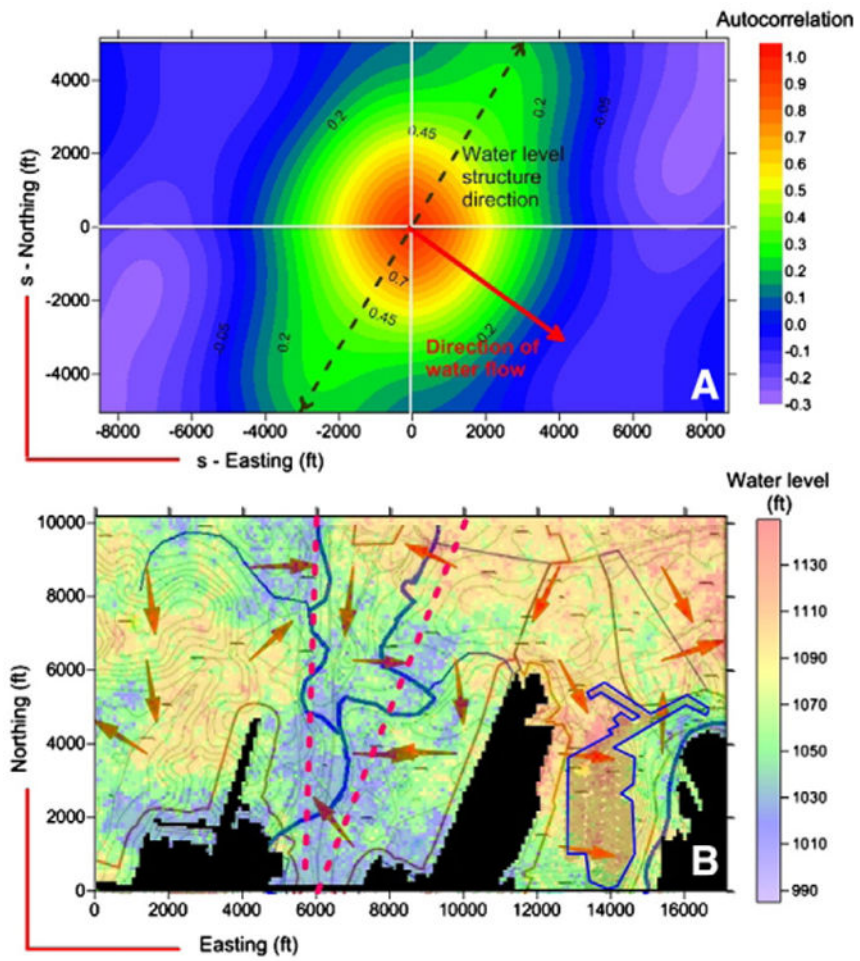 Autocorrelation
4000
2000
0
-2000
-4000
s - Northing (ft)
0.2
0.45
0.2
-0.05
Water level
structure
direction
0.7
0.45
-0.05
0.2
0.2
Direction of
water flow
A
1.0
0.9
0.8
0.7
0.6
0.5
0.4
0.3
0.2
0.1
0.0
-0.1
-0.2
-0.3
-8000 -6000 -4000 -2000 0 2000 4000 6000 8000
s - Easting (ft)
Water level
(ft)
10000
8000
6000
4000
2000
0
Northing (ft)
B
1130
1110
1090
1070
1050
1030
1010
990
0 2000 4000 6000 8000 10000 12000 14000 16000
Easting (ft)